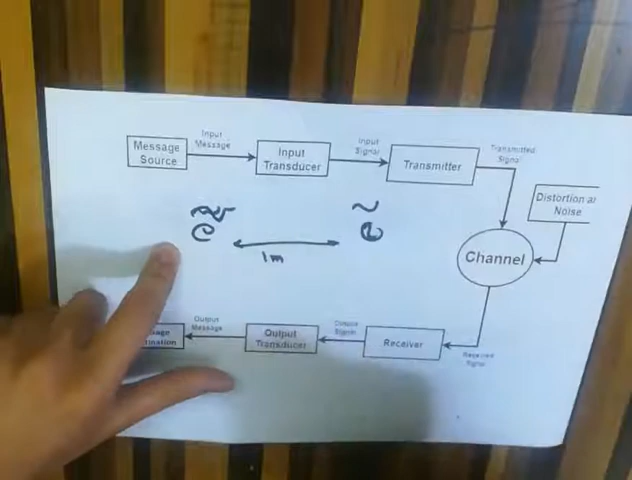 Message
Source
Input
Message
Input
Transducer
Input
Signal
Transmitter
Transmitted
Signal
Distortion a
Noise
Channel
1m
Received
Signal
Receiver
Output
Signal
Output
Transducer
Output
Message